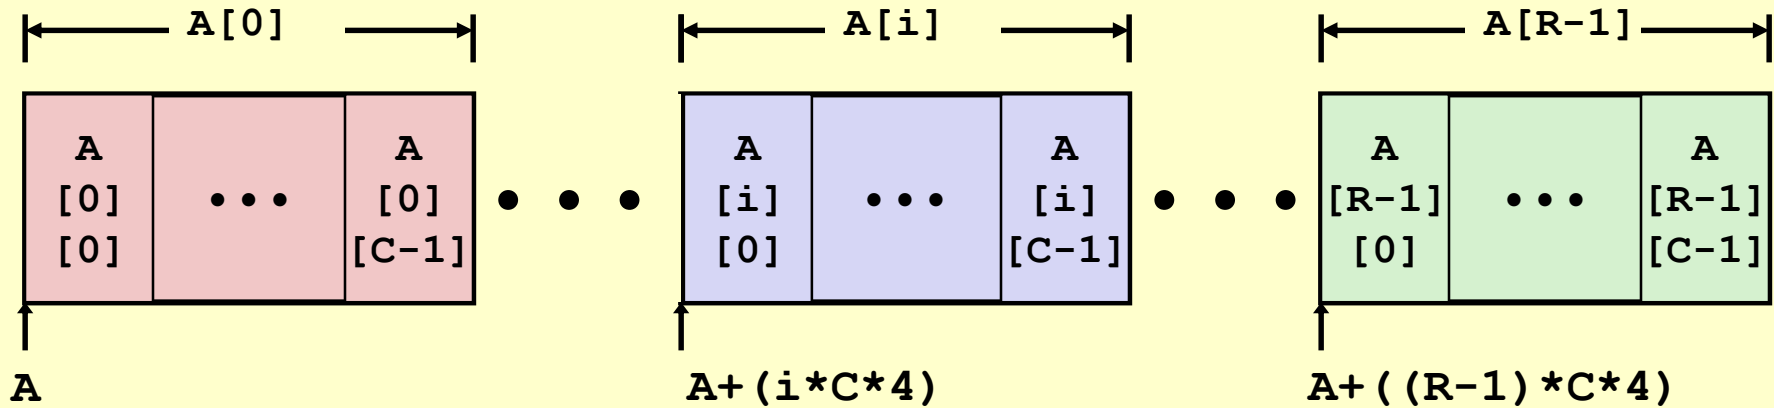 A[0] A[i] A[R-1]
A A A A A A
[0] ••• [0] • • • [i] ••• [i] • • • [R-1] ••• [R-1]
[0] [C-1] [0] [C-1] [0] [C-1]
A A+(i*C*4) A+((R-1)*C*4)